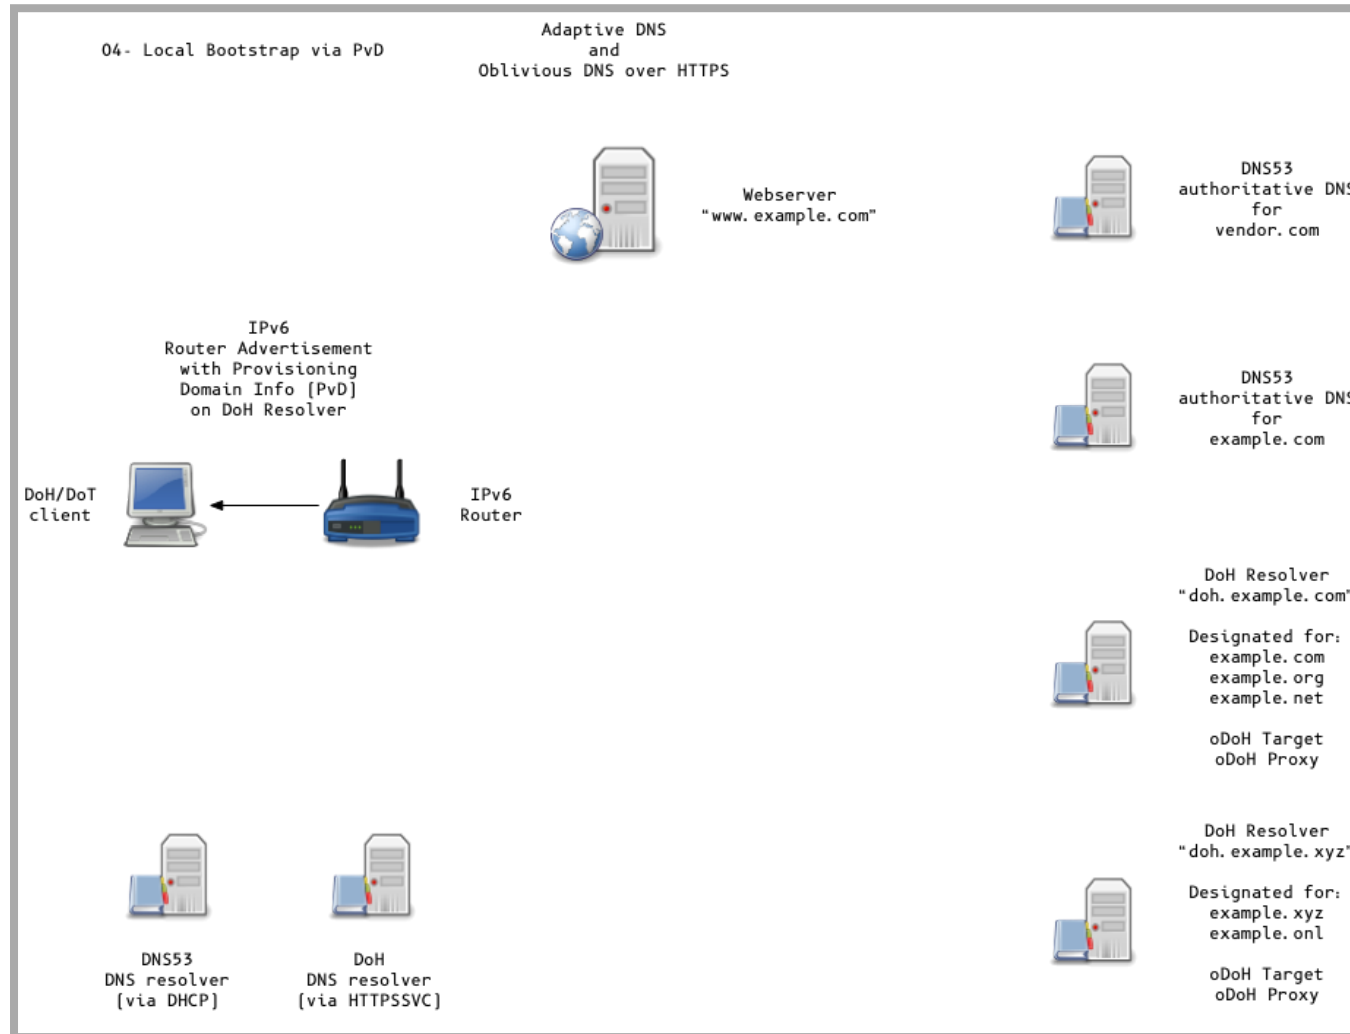 04- Local Bootstrap via PvD
Adaptive DNS
and
Oblivious DNS over HTTPS
Webserver
"www.example.com"
DNS53
authoritative DNS
for
vendor.com
IPv6
Router Advertisement
with Provisioning
Domain Info [PvD]
on DoH Resolver
DNS53
authoritative DNS
for
example.com
DoH/DoT
client
IPv6
Router
DoH Resolver
"doh.example.com"
Designated for:
example.com
example.org
example.net
oDoH Target
oDoH Proxy
DoH Resolver
"doh.example.xyz"
Designated for:
example.xyz
example.onl
oDoH Target
oDoH Proxy
DNS53
DNS resolver
[via DHCP]
DoH
DNS resolver
[via HTTPSSVC]